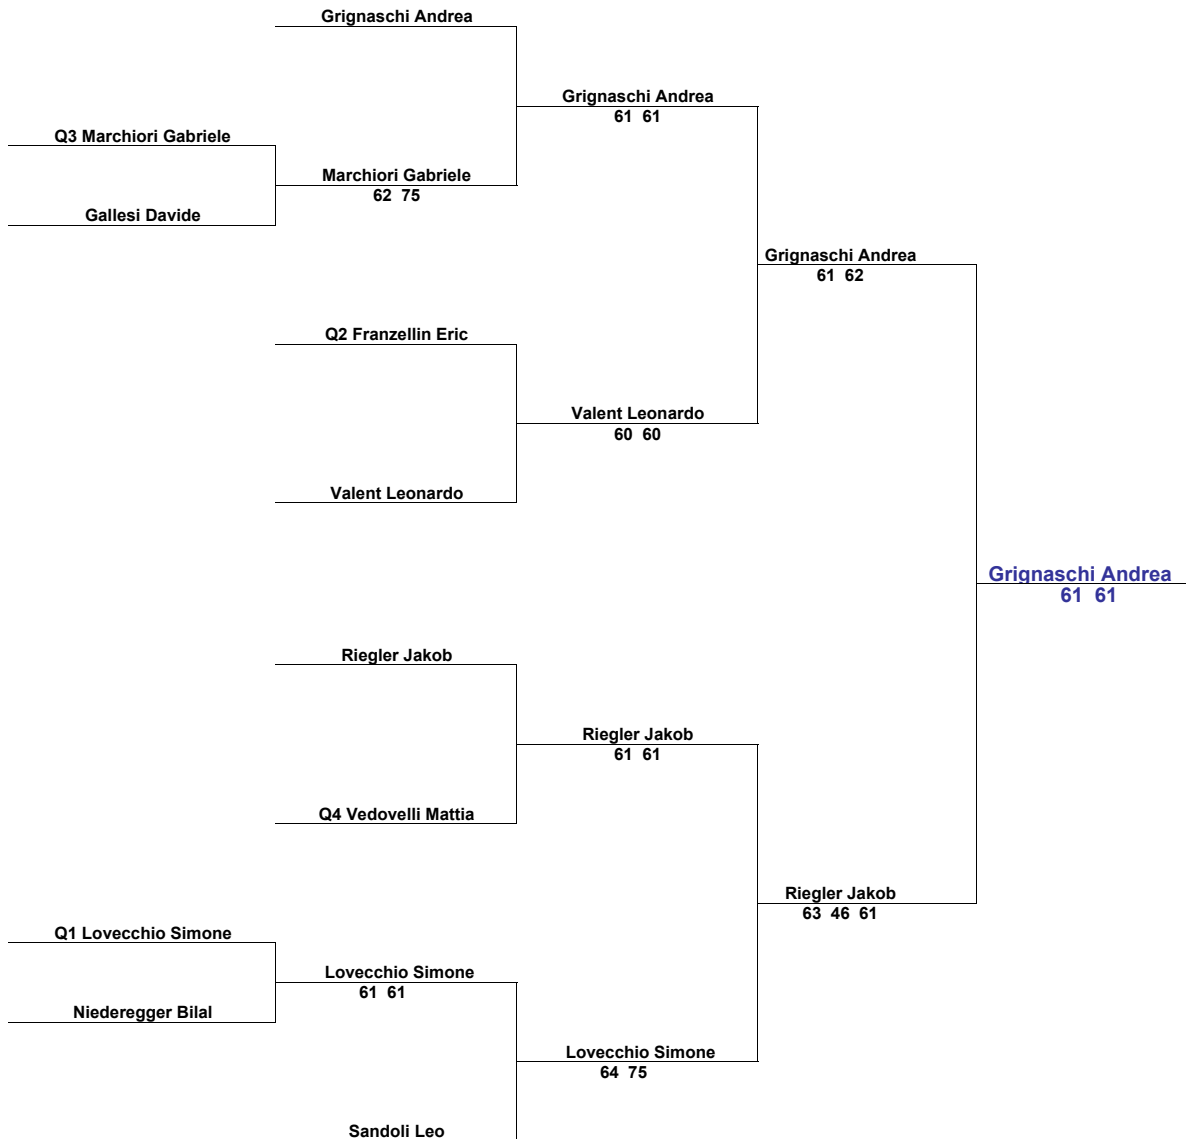 Grignaschi Andrea
Grignaschi Andrea
61 61
Q3 Marchiori Gabriele
Marchiori Gabriele
62 75
Gallesi Davide
Grignaschi Andrea
61 62
Q2 Franzellin Eric
Valent Leonardo
60 60
Valent Leonardo
Grignaschi Andrea
61 61
Riegler Jakob
Riegler Jakob
61 61
Q4 Vedovelli Mattia
Riegler Jakob
63 46 61
Q1 Lovecchio Simone
Lovecchio Simone
61 61
Niederegger Bilal
Lovecchio Simone
64 75
Sandoli Leo